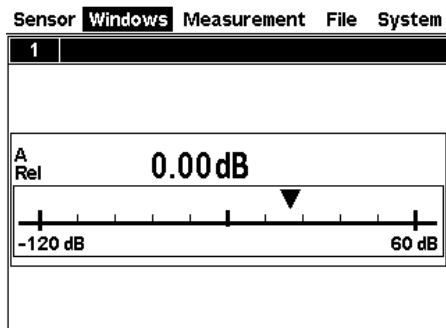 Sensor Windows Measurement File System
1
A
Rel
0.00dB
-120 dB 60 dB